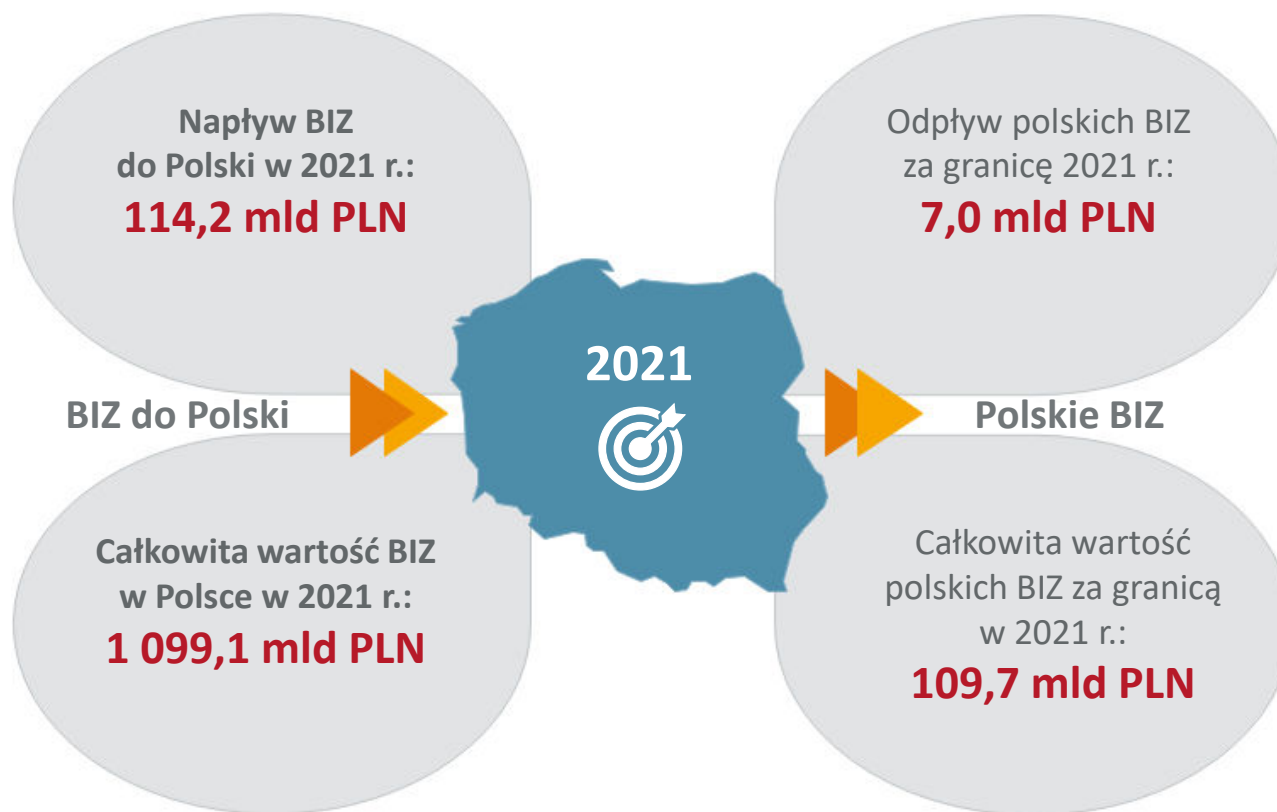 Napływ BIZ
do Polski w 2021 r.:
114,2 mld PLN
Odpływ polskich BIZ
za granicę 2021 r.:
7,0 mld PLN
2021
BIZ do Polski
Polskie BIZ
Całkowita wartość BIZ
w Polsce w 2021 r.:
1 099,1 mld PLN
Całkowita wartość
polskich BIZ za granicą
w 2021 r.:
109,7 mld PLN